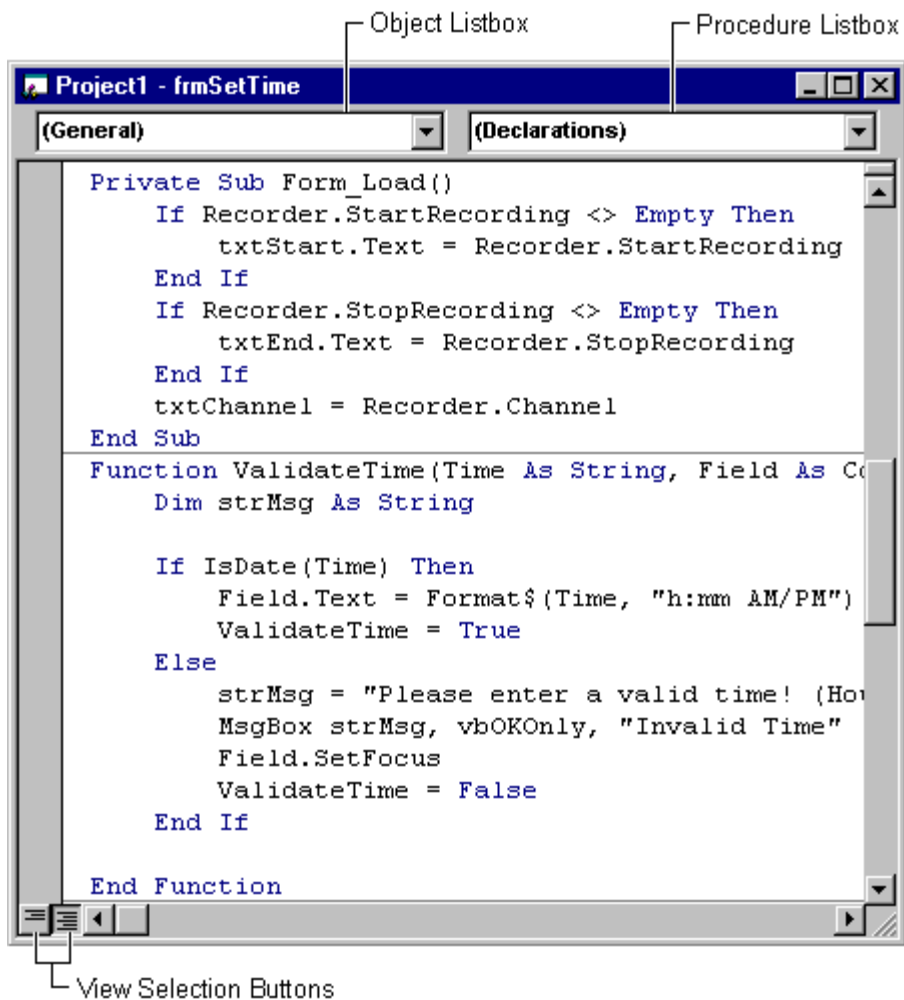 Object Listbox
Procedure Listbox
Project1 - frmSetTime
(General)
(Declarations)
Private Sub Form_Load()
If Recorder.StartRecording <> Empty Then
txtStart.Text = Recorder.StartRecording
End If
If Recorder.StopRecording <> Empty Then
txtEnd.Text = Recorder.StopRecording
End If
txtChannel = Recorder.Channel
End Sub
Function ValidateTime(Time As String, Field As
Dim strMsg As String
If IsDate(Time) Then
Field.Text = Format$(Time, "h:mm AM/PM")
ValidateTime = True
Else
strMsg = "Please enter a valid time!
MsgBox strMsg, vbOKOnly, "Invalid Time"
Field.SetFocus
ValidateTime = False
End If
End Function
View Selection Buttons